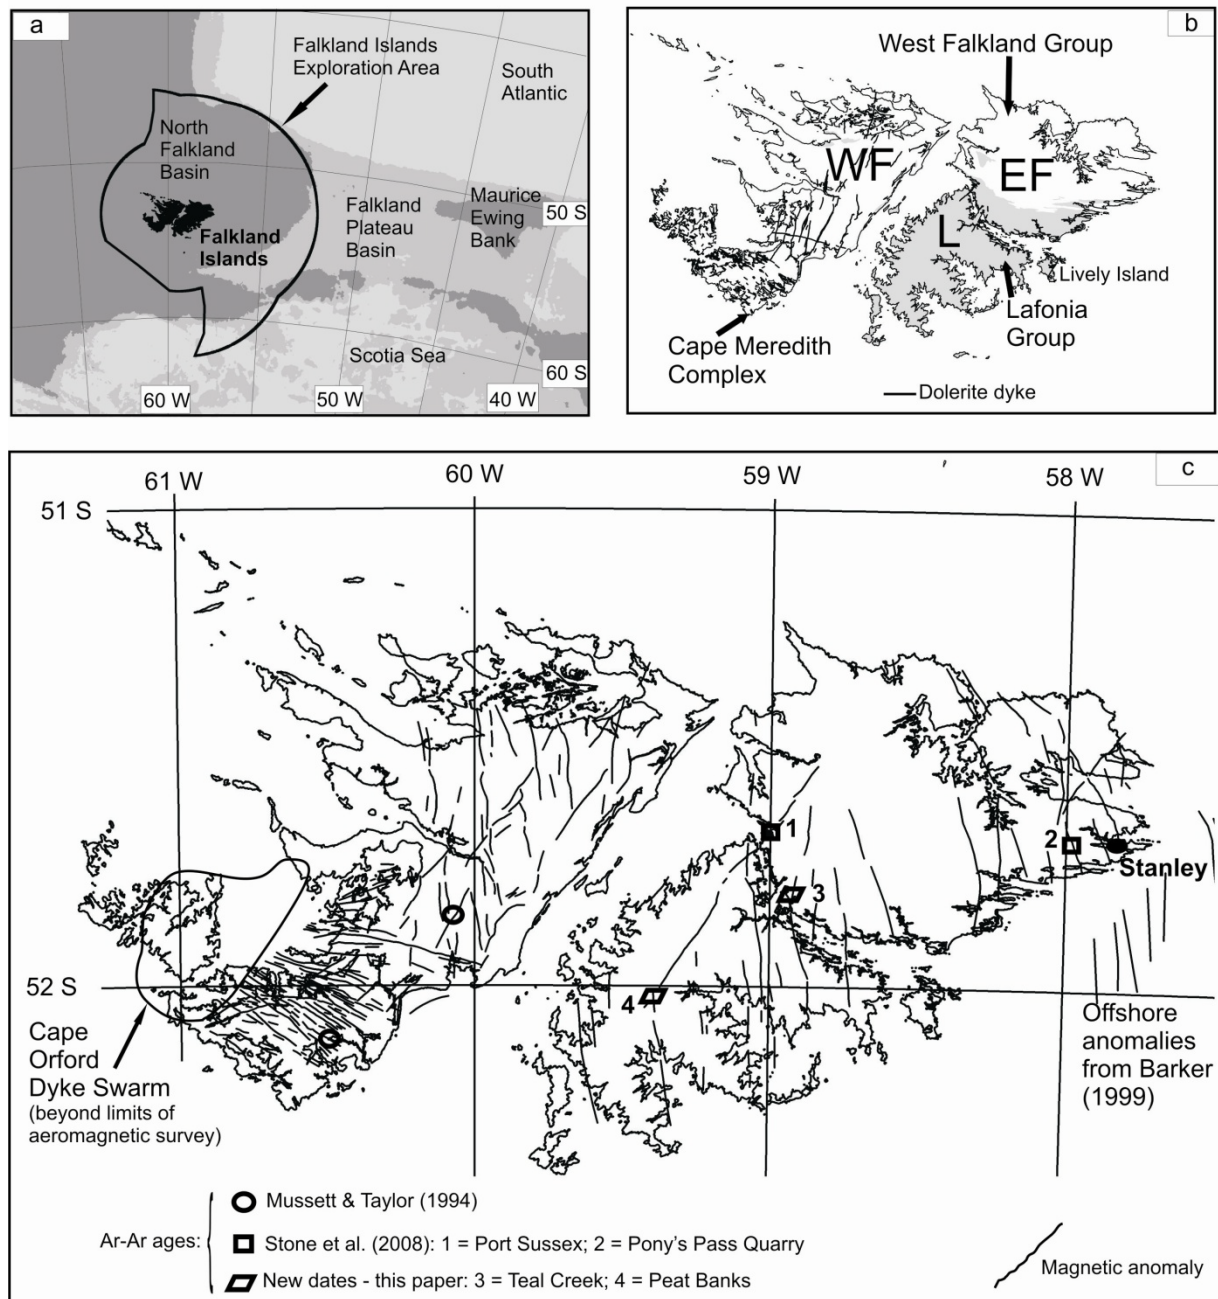 a
Falkland Islands
Exploration Area
South
Atlantic
North
Falkland
Basin
Maurice
Ewing
Bank
50 S
Falkland
Plateau
Basin
Falkland
Islands
Scotia Sea
60 S
60 W
50 W
40 W
b
West Falkland Group
WF
EF
L
Lively Island
Lafonia
Group
Cape Meredith
Complex
Dolerite dyke
c
61 W
60 W
59 W
58 W
51 S
1
2
Stanley
3
52 S
4
Cape
Orford
Dyke Swarm
(beyond limits of
aeromagnetic survey)
Offshore
anomalies
from Barker
(1999)
Ar-Ar ages:
Mussett & Taylor (1994)
Stone et al. (2008): 1 = Port Sussex; 2 = Pony's Pass Quarry
New dates - this paper: 3 = Teal Creek; 4 = Peat Banks
Magnetic anomaly